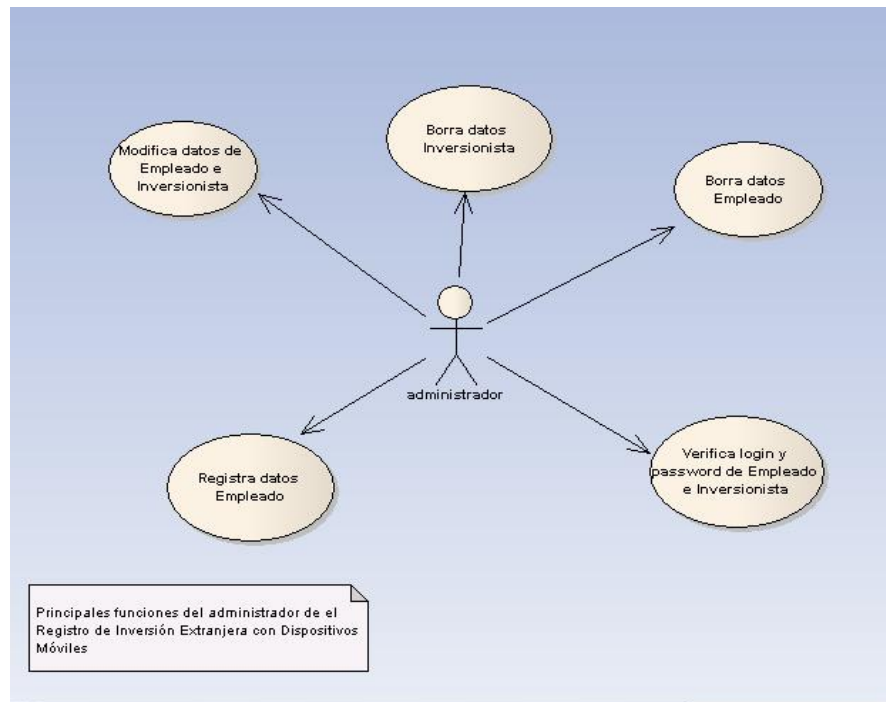 Borra datos
Inversionista
Modifica datos de
Empleado e
Inversionista
Borra datos
Empleado
administrador
Registra datos
Empleado
Verifica login y
password de Empleado
e Inversionista
Principales funciones del administrador de el
Registro de Inversión Extranjera con Dispositivos
Móviles